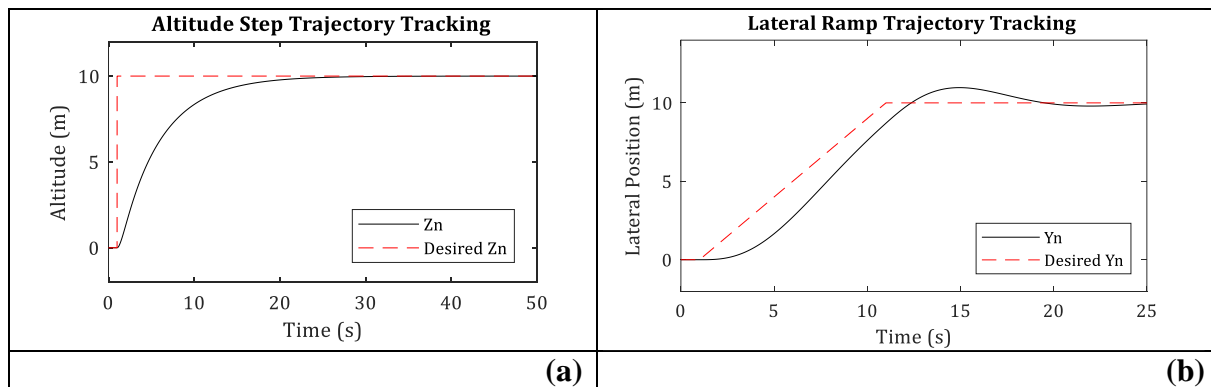 Altitude Step Trajectory Tracking
Altitude (m)
10
5
0
0 10 20 30 40 50
Time (s)
Zn
Desired Zn
(a)
Lateral Ramp Trajectory Tracking
Lateral Position (m)
10
5
0
0 5 10 15 20 25
Time (s)
Yn
Desired Yn
(b)